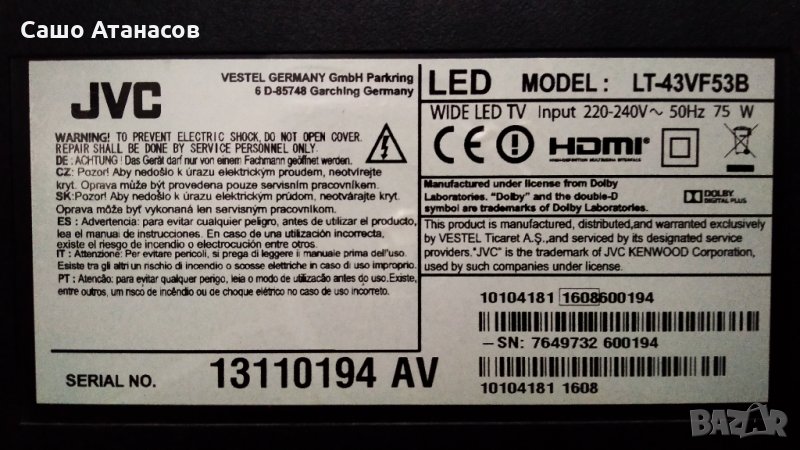 Сашо Атанасов
JVC
VESTEL GERMANY GmbH Parkring
6 D-85748 Garching Germany
WARNING! TO PREVENT ELECTRIC SHOCK, DO NOT OPEN COVER.
REPAIR SHALL BE DONE BY SERVICE PERSONNEL ONLY.
DE : ACHTUNG! Das Gerät darf nur von einem Fachmann geöffnet werden.
CZ: Pozor! Aby nedošlo k úrazu elektrickým proudem, neotvírejte
kryt. Oprava může být provedena pouze servisním pracovníkem.
SK:Pozor! Aby nedošlo k úrazu elektrickým prúdom, neotvárajte kryt.
Oprava môže byť vykonaná len servisným pracovníkom.
ES : Advertencia: para evitar cualquier peligro, antes de utilizar el producto,
lea el manual de instrucciones. En caso de una utilización incorrecta,
existe el riesgo de incendio o electrocución entre otros.
IT : Attenzione: Per evitare pericoli, si prega di leggere il manuale prima dell'uso.
Esiste tra gli altri un rischio di incendio o scosse elettriche in caso di uso improprio.
PT : Atencão: para evitar qualquer perigo, leia o modo de utilizacão antes do uso. Existe,
entre outros, um risco de incêndio ou de choque elétrico no caso de uso incorreto.
SERIAL NO. 13110194 AV
LED MODEL : LT-43VF53B
WIDE LED TV Input 220-240V~ 50Hz 75 W
CE HDMI
HIGH-DEFINITION MULTIMEDIA INTERFACE
Manufactured under license from Dolby
Laboratories. "Dolby" and the double-D
symbol are trademarks of Dolby Laboratories.
DOLBY
DIGITAL PLUS
This product is manufactured, distributed,and warranted exclusively
by VESTEL Ticaret A.Ş.,and serviced by its designated service
providers."JVC" is the trademark of JVC KENWOOD Corporation,
used by such companies under license.
10104181 1608600194
–SN: 7649732 600194
10104181 1608
BAZAR